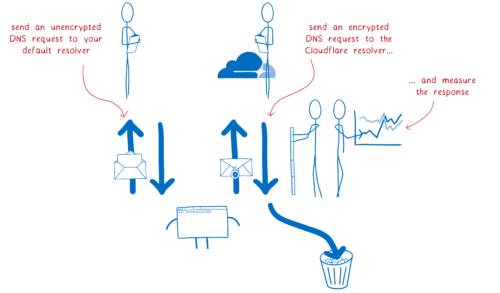 send an unencrypted
DNS request to your
default resolver
send an encrypted
DNS request to the
Cloudflare resolver...
... and measure
the response